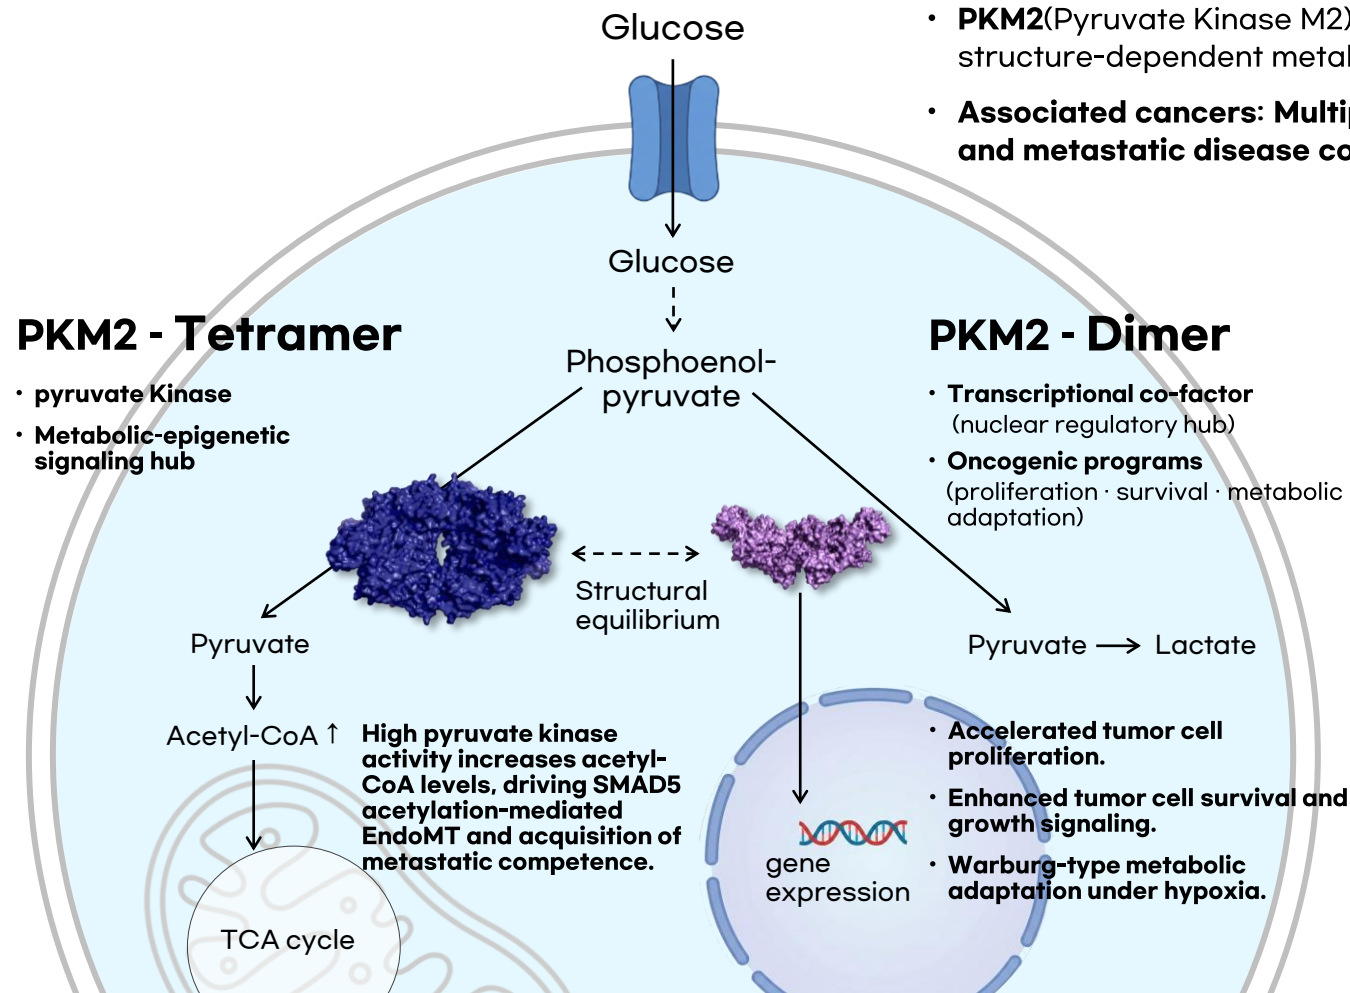 Glucose
• PKM2(Pyruvate Kinase M2)
structure-dependent
• Associated cancers:
and metastatic disease
Glucose
PKM2 - Tetramer
• pyruvate Kinase
• Metabolic-epigenetic
signaling hub
Phosphoenol-
pyruvate
PKM2 - Dimer
• Transcriptional co-factor
(nuclear regulatory hub)
• Oncogenic programs
(proliferation · survival · metabolic
adaptation)
Structural
equilibrium
Pyruvate
Pyruvate → Lactate
Acetyl-CoA ↑
High pyruvate kinase
activity increases acetyl-
CoA levels, driving SMAD5
acetylation-mediated
EndoMT and acquisition of
metastatic competence.
TCA cycle
gene
expression
• Accelerated tumor cell
proliferation.
• Enhanced tumor cell survival and
growth signaling.
• Warburg-type metabolic
adaptation under hypoxia.